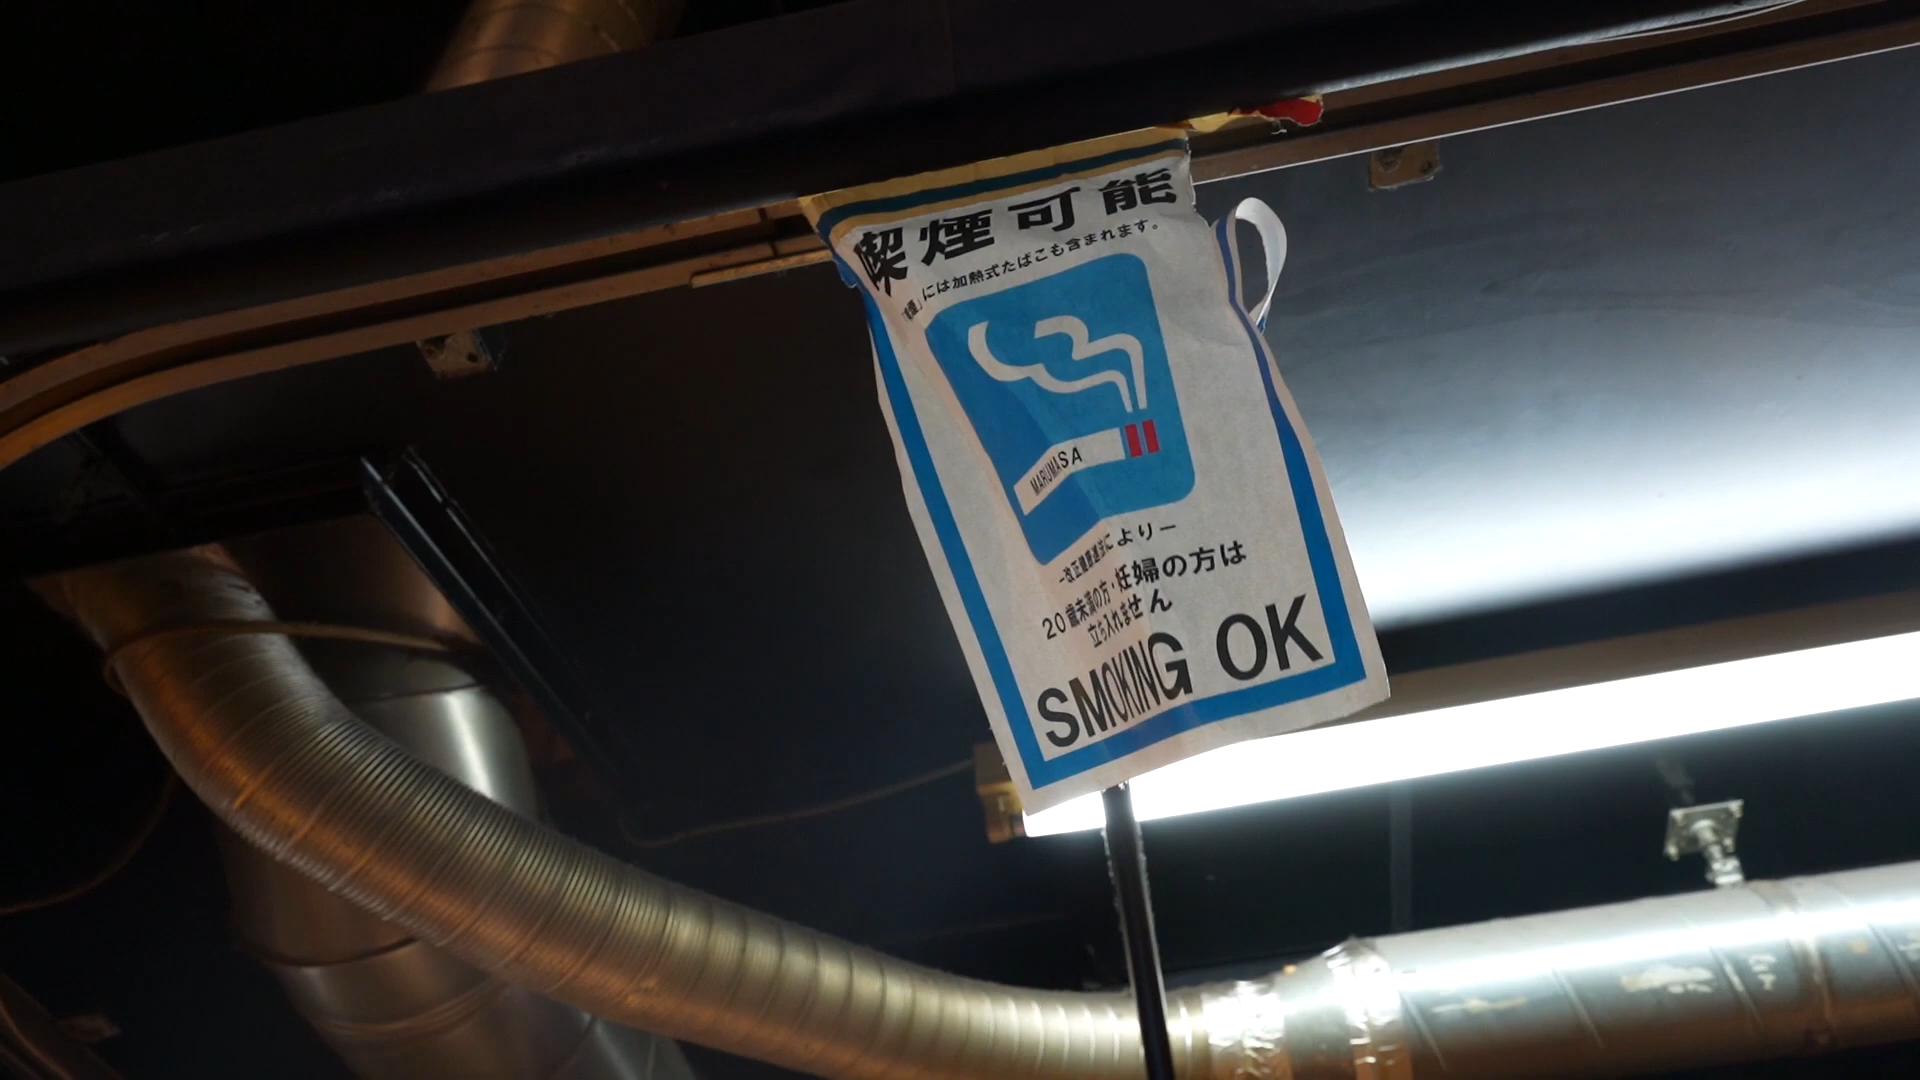 喫煙可能
「喫煙」には加熱式たばこも含まれます。
MARUMASA
ー改正健康増進法によりー
20歳未満の方・妊婦の方は
立ち入れません
SMOKING OK